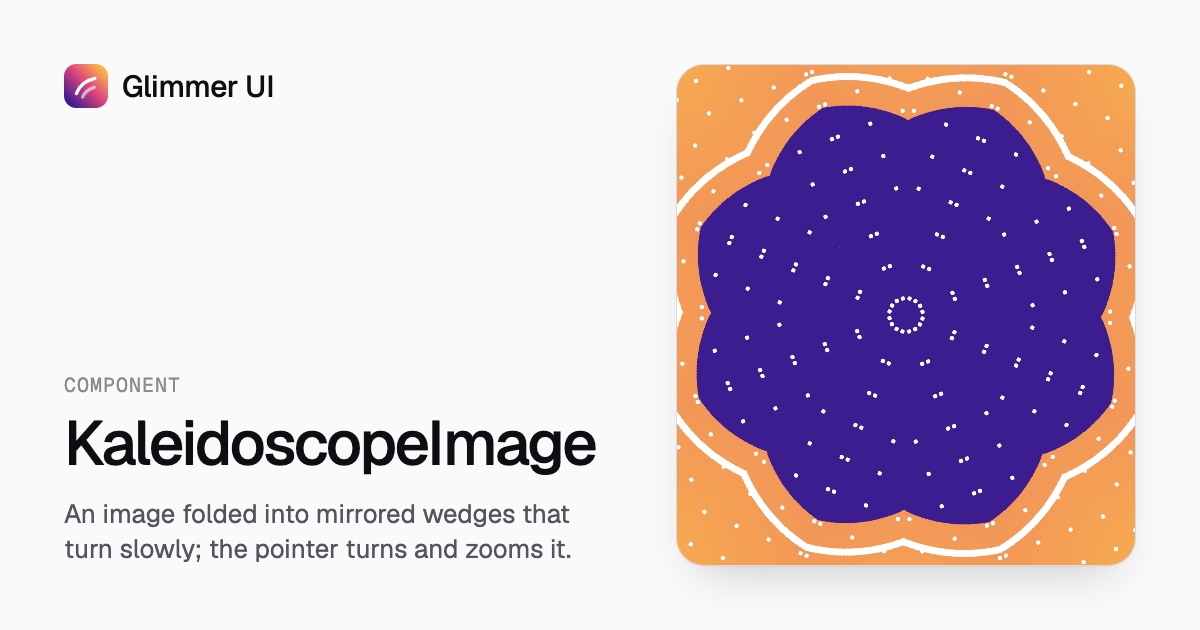 Glimmer UI
COMPONENT
KaleidoscopeImage
An image folded into mirrored wedges that
turn slowly; the pointer turns and zooms it.